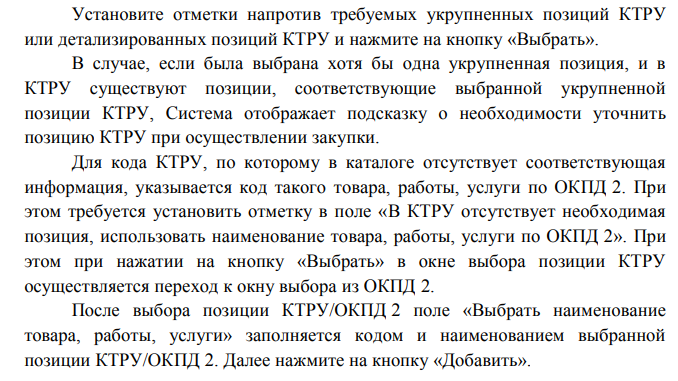 Установите отметки напротив требуемых укрупненных позиций КТРУ
или детализированных позиций КТРУ и нажмите на кнопку «Выбрать».
В случае, если была выбрана хотя бы одна укрупненная позиция, и в
КТРУ существуют позиции, соответствующие выбранной укрупненной
позиции КТРУ, Система отображает подсказку о необходимости уточнить
позицию КТРУ при осуществлении закупки.
Для кода КТРУ, по которому в каталоге отсутствует соответствующая
информация, указывается код такого товара, работы, услуги по ОКПД 2. При
этом требуется установить отметку в поле «В КТРУ отсутствует необходимая
позиция, использовать наименование товара, работы, услуги по ОКПД 2». При
этом при нажатии на кнопку «Выбрать» в окне выбора позиции КТРУ
осуществляется переход к окну выбора из ОКПД 2.
После выбора позиции КТРУ/ОКПД 2 поле «Выбрать наименование
товара, работы, услуги» заполняется кодом и наименованием выбранной
позиции КТРУ/ОКПД 2. Далее нажмите на кнопку «Добавить».